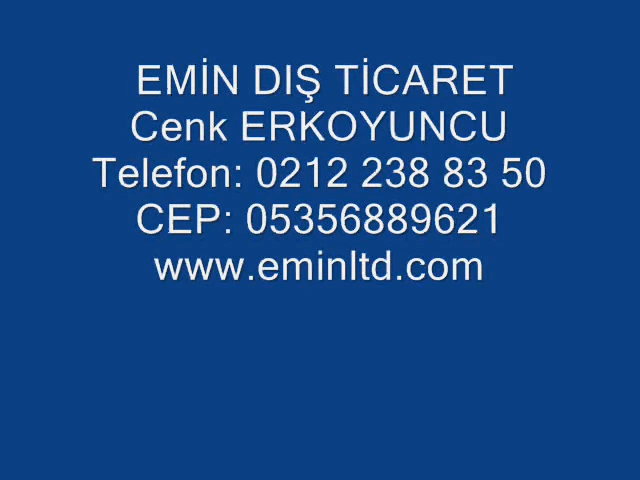 EMİN DIŞ TİCARET
Cenk ERKOYUNCU
Telefon: 0212 238 83 50
CEP: 05356889621
www.eminltd.com